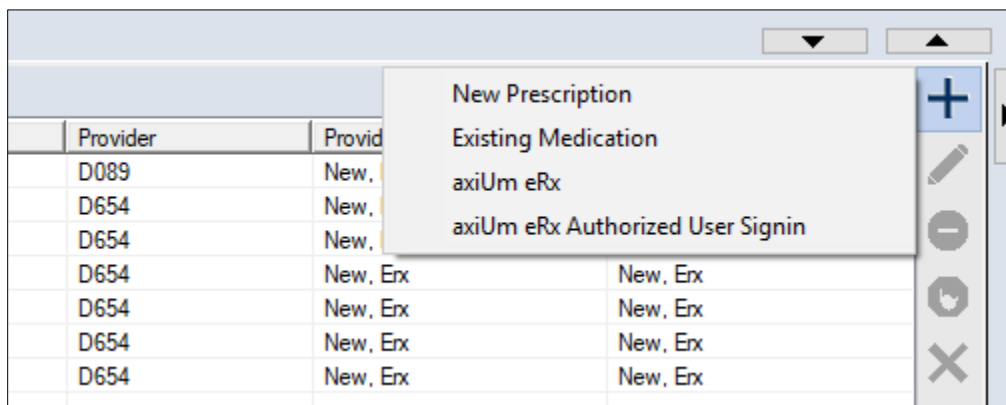 New Prescription
Existing Medication
axiUm eRx
axiUm eRx Authorized User Signin
Provider Provid
D089 New,
D654 New,
D654 New,
D654 New, Erx New, Erx
D654 New, Erx New, Erx
D654 New, Erx New, Erx
D654 New, Erx New, Erx